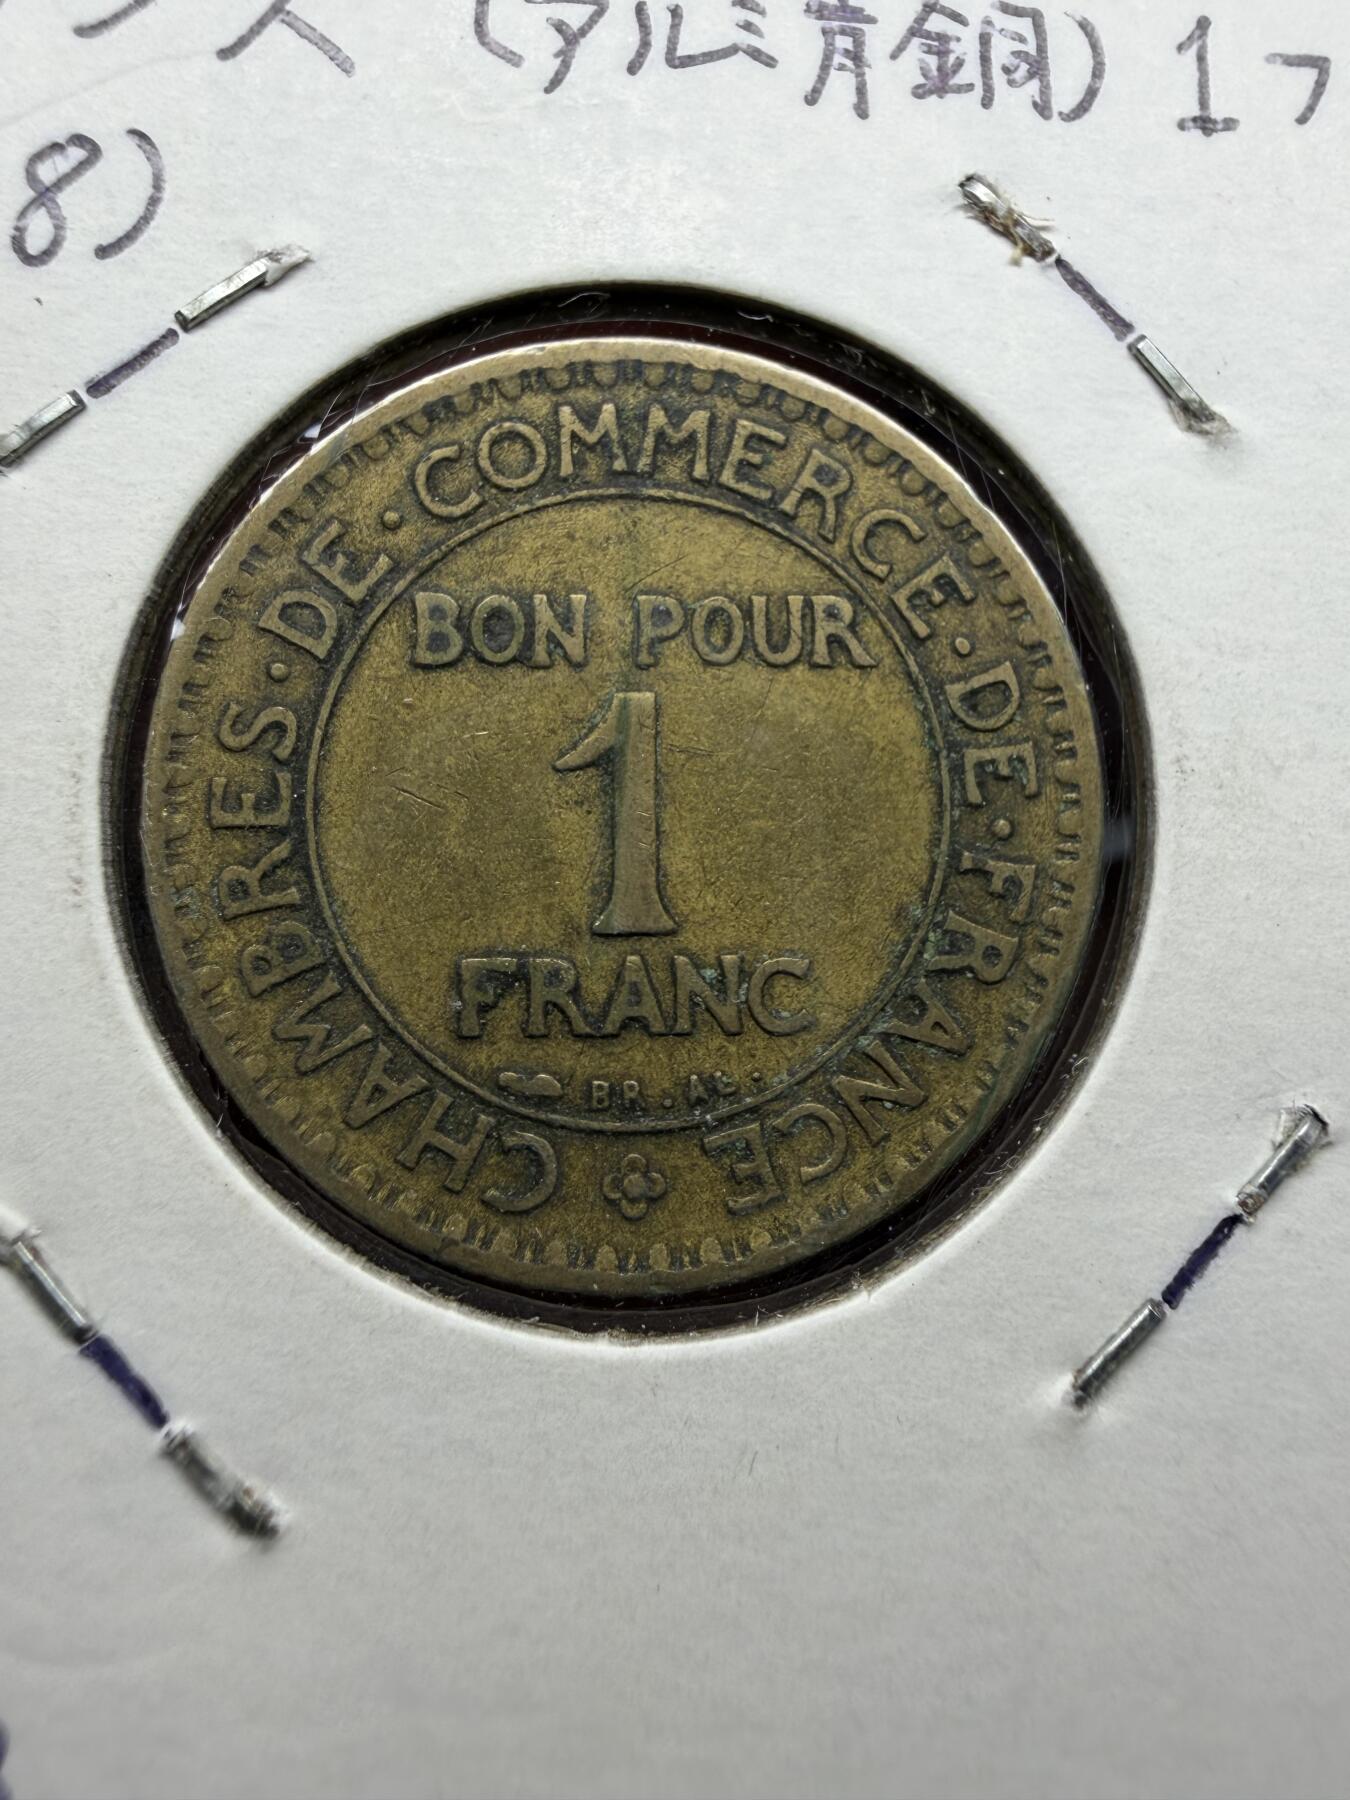 ンス (アルミ青銅) 1フ
8)
CHAMBRES · DE · COMMERCE · DE · FRANCE
BON POUR
1
FRANC
BR. AL.